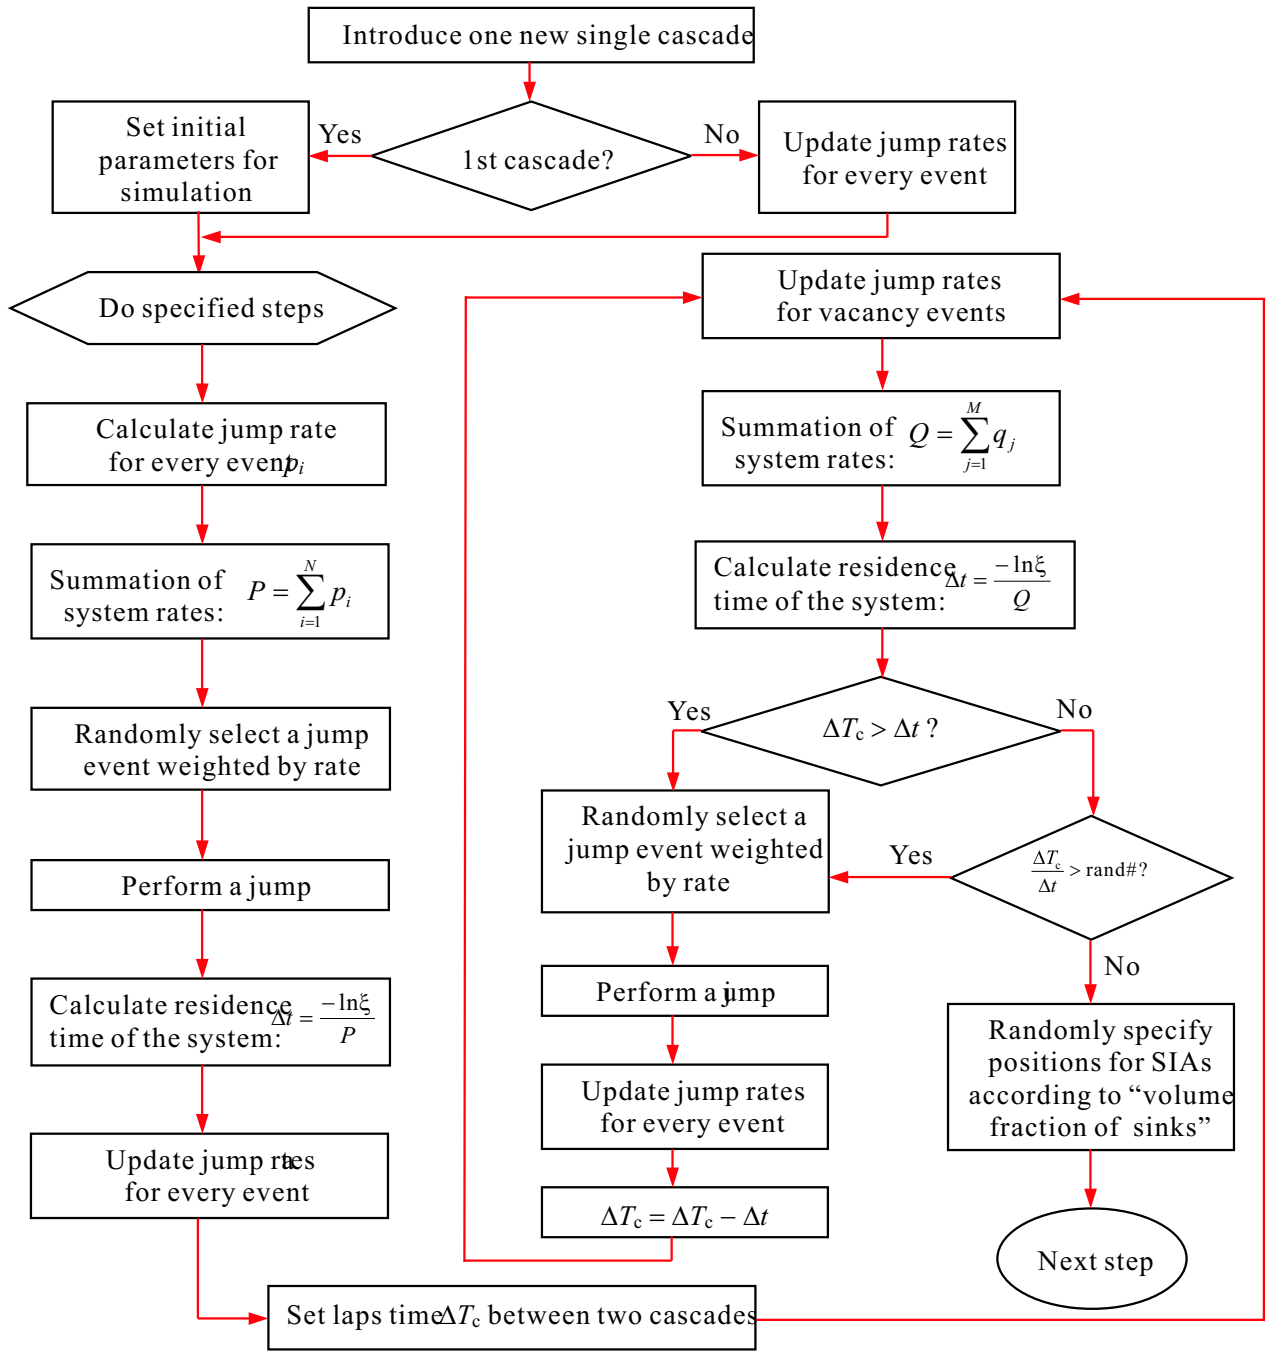 Introduce one new single cascade
Set initial
parameters for
simulation
Yes
1st cascade?
No
Update jump rates
for every event
Do specified steps
Calculate jump rate
for every event pᵢ
Summation of
system rates: P = ∑_{i=1}^{N} pᵢ
Randomly select a jump
event weighted by rate
Perform a jump
Calculate residence
time of the system: Δt = −lnξ / P
Update jump rates
for every event
Set laps time ΔT_c between two cascades
Update jump rates
for vacancy events
Summation of
system rates: Q = ∑_{j=1}^{M} q_j
Calculate residence
time of the system: Δt = −lnξ / Q
Yes
ΔT_c > Δt ?
No
Randomly select a
jump event weighted
by rate
Yes
ΔT_c / Δt > rand#?
No
Perform a jump
Update jump rates
for every event
ΔT_c = ΔT_c − Δt
Randomly specify
positions for SIAs
according to “volume
fraction of sinks”
Next step